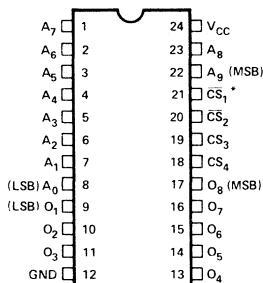 A7 1 24 VCC
A6 2 23 A8
A5 3 22 A9 (MSB)
A4 4 21 C̅S̅1*
A3 5 20 C̅S̅2
A2 6 19 CS3
A1 7 18 CS4
(LSB) A0 8 17 O8 (MSB)
(LSB) O1 9 16 O7
O2 10 15 O6
O3 11 14 O5
GND 12 13 O4